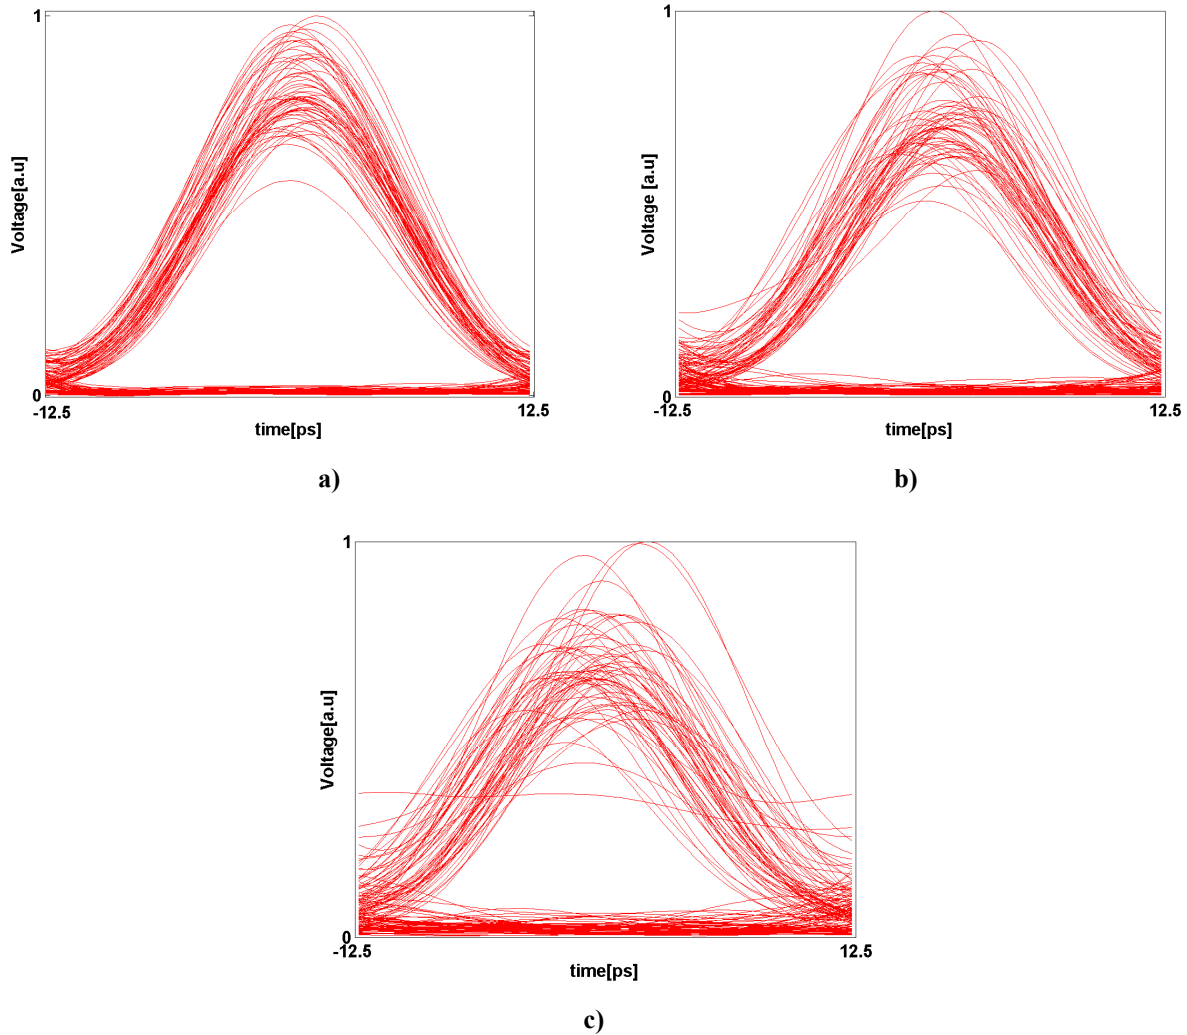 1
Voltage[a.u]
0
-12.5
12.5
time[ps]
a)
1
Voltage [a.u]
0
-12.5
12.5
time[ps]
b)
1
Voltage[a.u]
0
-12.5
12.5
time[ps]
c)